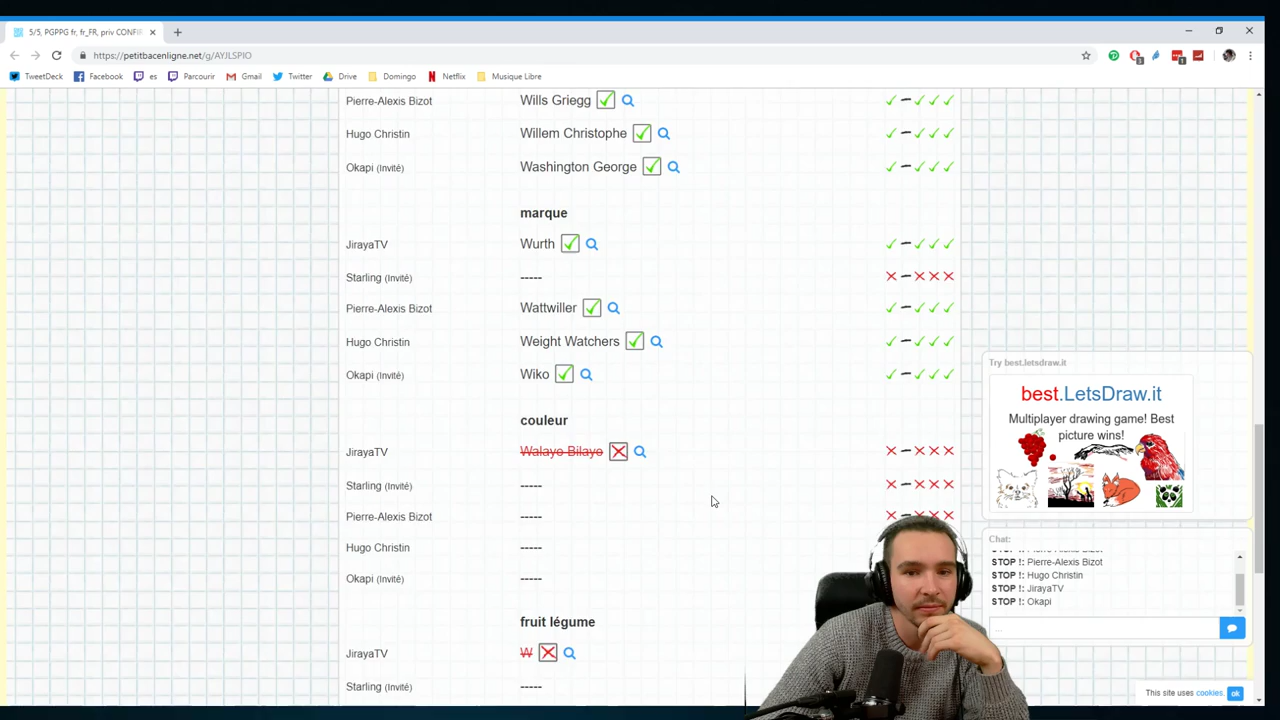 5/5, PGPPG fr, fr_FR, priv CONFI
https://petitbacenligne.net/g/AYJLSPIO
TweetDeck Facebook es Parcourir Gmail Twitter Drive Domingo Netflix Musique Libre
Pierre-Alexis Bizot Wills Griegg
Hugo Christin Willem Christophe
Okapi (Invité) Washington George
marque
JirayaTV Wurth
Starling (Invité) -----
Pierre-Alexis Bizot Wattwiller
Hugo Christin Weight Watchers
Okapi (Invité) Wiko
couleur
JirayaTV Walayo Bilayo
Starling (Invité) -----
Pierre-Alexis Bizot -----
Hugo Christin -----
Okapi (Invité) -----
fruit légume
JirayaTV W
Starling (Invité) -----
Try best.letsdraw.it
best.LetsDraw.it
Multiplayer drawing game! Best
picture wins!
Chat:
STOP !: Pierre-Alexis Bizot
STOP !: Pierre-Alexis Bizot
STOP !: Hugo Christin
STOP !: JirayaTV
STOP !: Okapi
...
This site uses cookies. ok